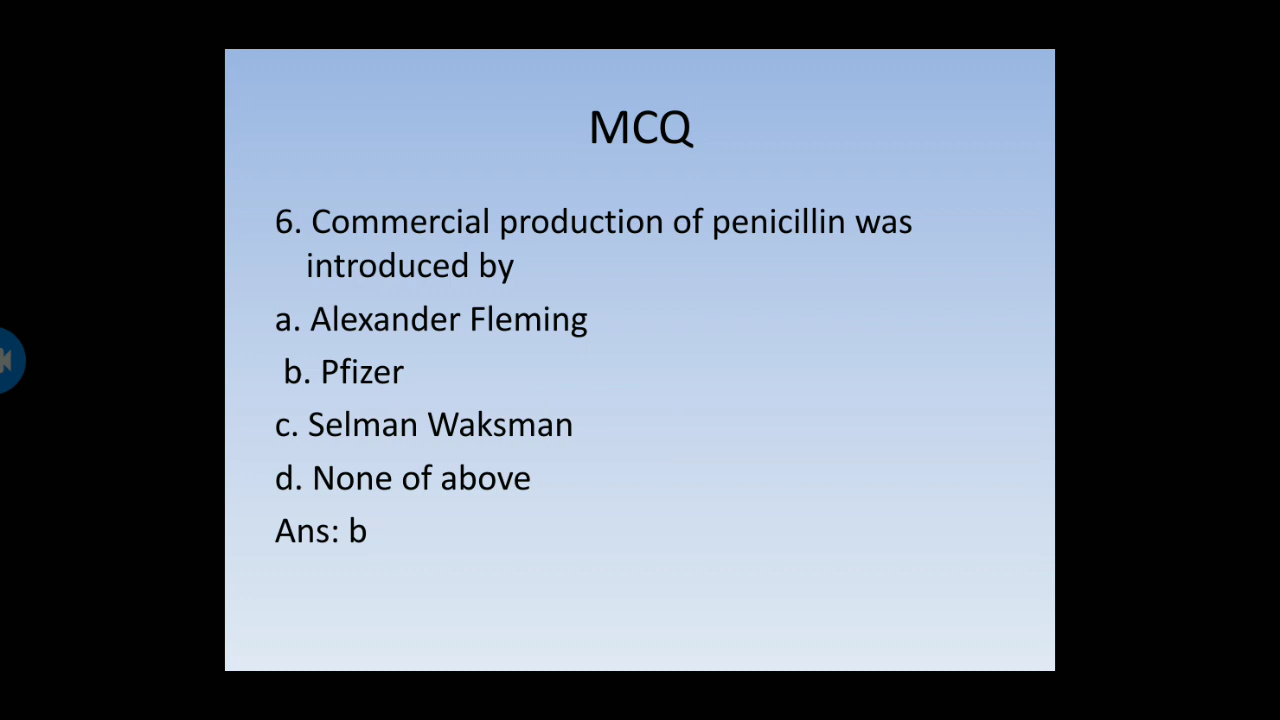 MCQ
6. Commercial production of penicillin was
introduced by
a. Alexander Fleming
b. Pfizer
c. Selman Waksman
d. None of above
Ans: b